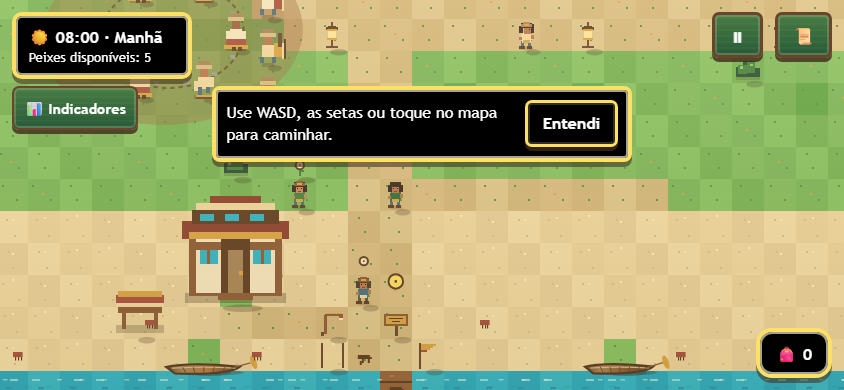 08:00 · Manhã
Peixes disponíveis: 5
Indicadores
Use WASD, as setas ou toque no mapa
para caminhar.
Entendi
0